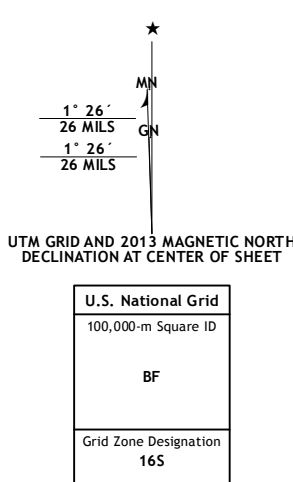 ★
MN
1° 26´
26 MILS
GN
1° 26´
26 MILS
UTM GRID AND 2013 MAGNETIC NORTH
DECLINATION AT CENTER OF SHEET
U.S. National Grid
100,000-m Square ID
BF
Grid Zone Designation
16S